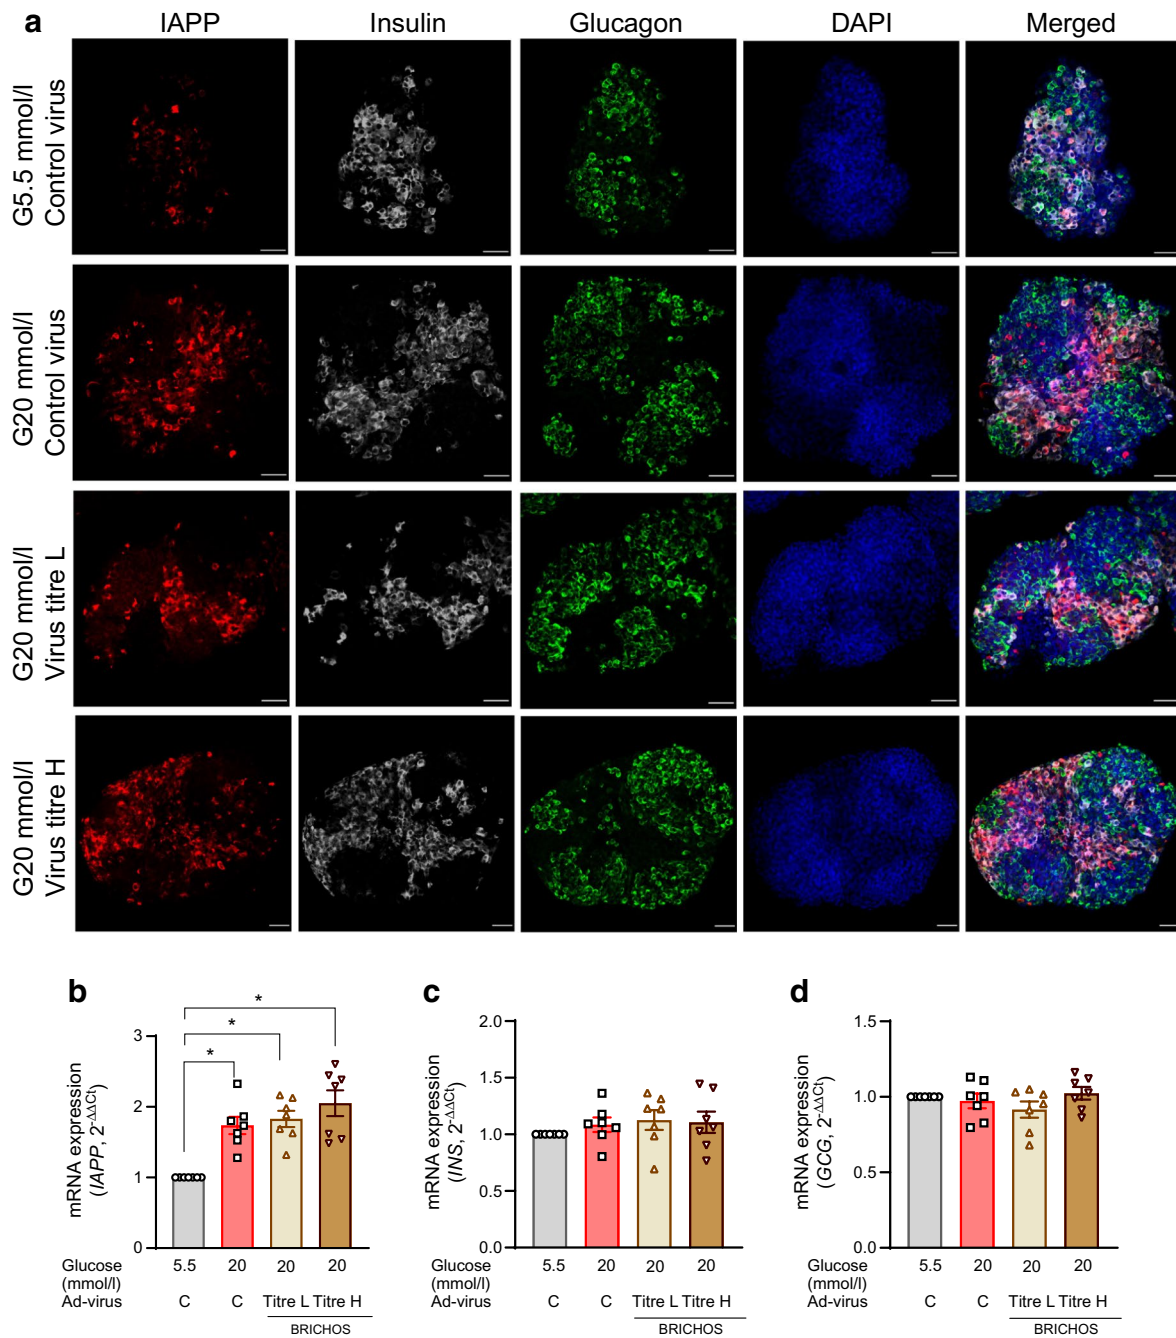 a
IAPP
Insulin
Glucagon
DAPI
Merged
G5.5 mmol/l
Control virus
G20 mmol/l
Control virus
G20 mmol/l
Virus titre L
G20 mmol/l
Virus titre H
b
mRNA expression
(IAPP, 2^-ΔΔCt)
3
2
1
0
*
*
*
Glucose
(mmol/l)
5.5
20
20
20
Ad-virus
C
C
Titre L
Titre H
BRICHOS
c
mRNA expression
(INS, 2^-ΔΔCt)
2.0
1.5
1.0
0.5
0.0
Glucose
(mmol/l)
5.5
20
20
20
Ad-virus
C
C
Titre L
Titre H
BRICHOS
d
mRNA expression
(GCG, 2^-ΔΔCt)
1.5
1.0
0.5
0.0
Glucose
(mmol/l)
5.5
20
20
20
Ad-virus
C
C
Titre L
Titre H
BRICHOS